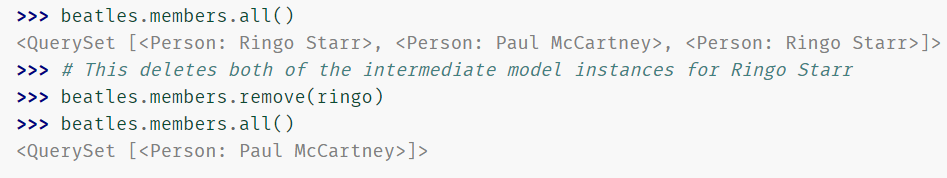 >>> beatles.members.all()
<QuerySet [<Person: Ringo Starr>, <Person: Paul McCartney>, <Person: Ringo Starr>]>
>>> # This deletes both of the intermediate model instances for Ringo Starr
>>> beatles.members.remove(ringo)
>>> beatles.members.all()
<QuerySet [<Person: Paul McCartney>]>